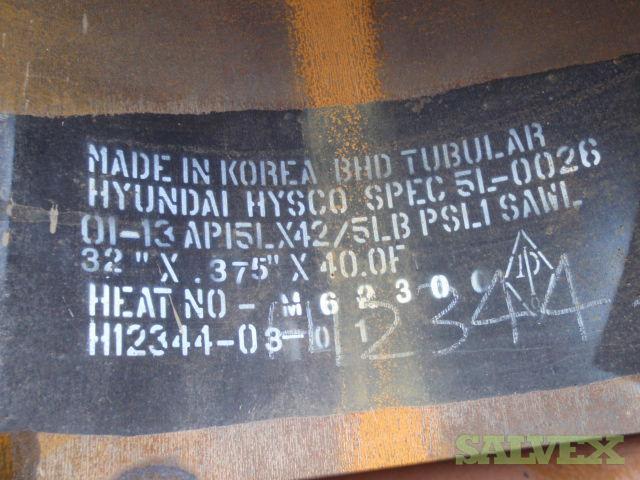 MADE IN KOREA BHD TUBULAR
HYUNDAI HYSCO SPEC 5L-0026
01-13 API5LX42/5LB PSL1 SAWL
32" X .375" X 40.0F
HEAT NO - M62300
H12344-03-01
H12344
SALVEX